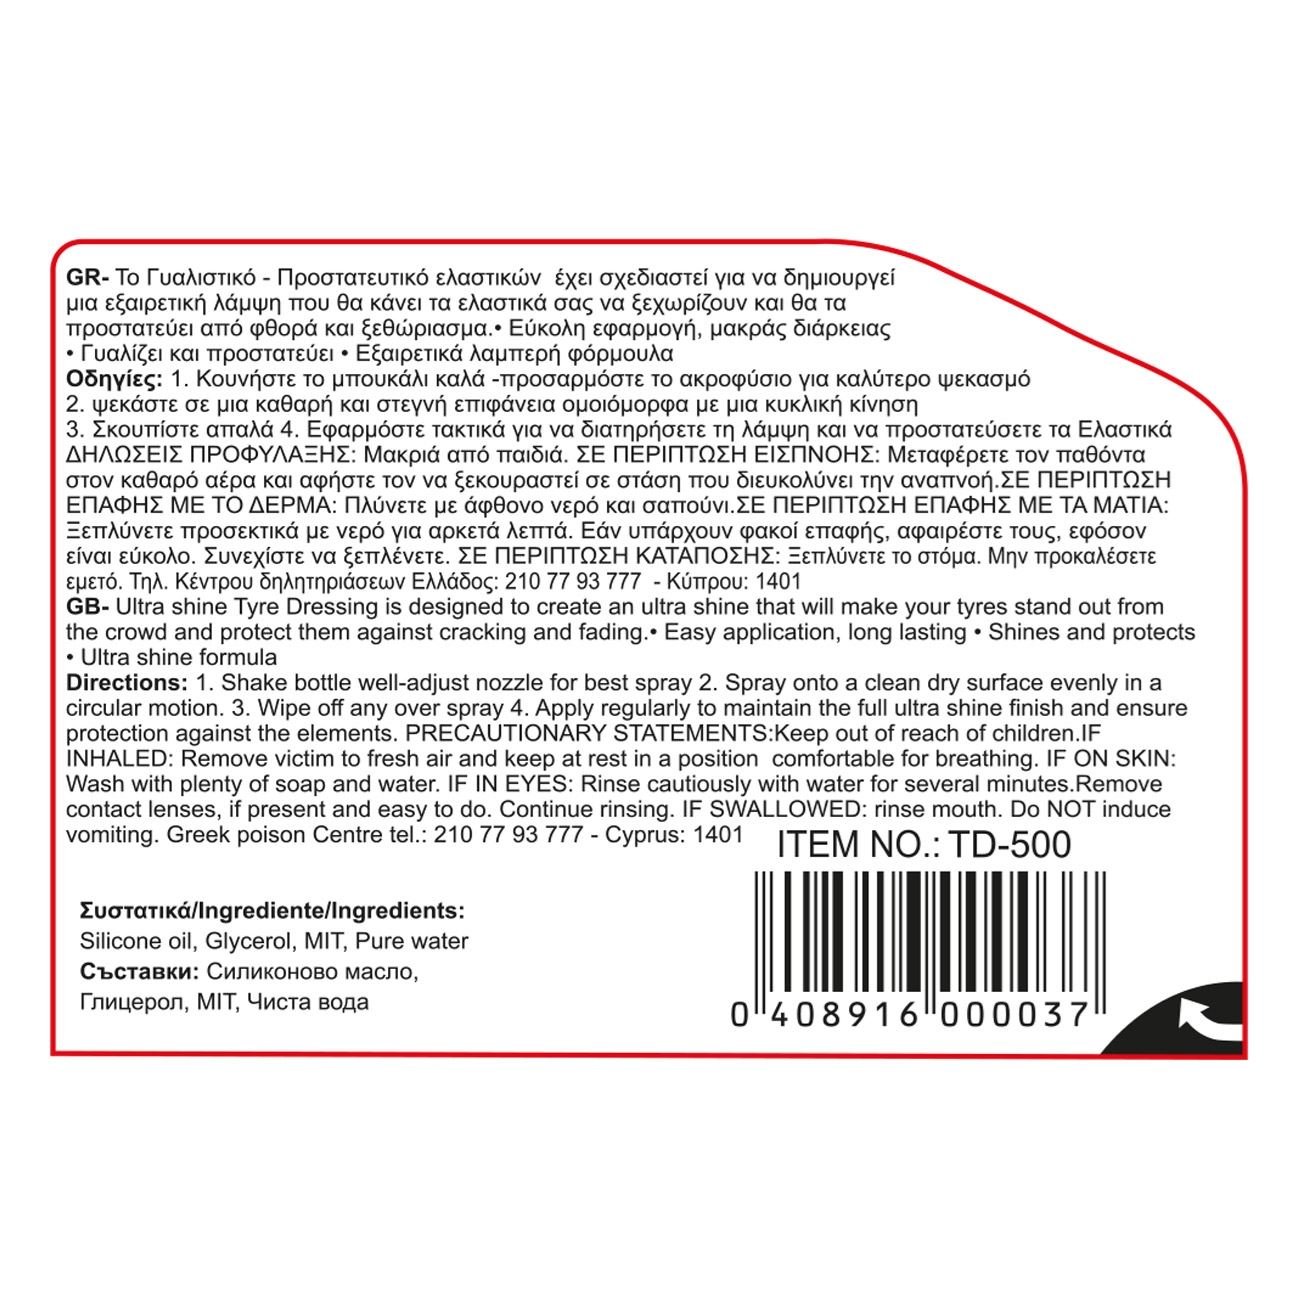 GR- Το Γυαλιστικό - Προστατευτικό ελαστικών  έχει σχεδιαστεί για να δημιουργεί
μια εξαιρετική λάμψη που θα κάνει τα ελαστικά σας να ξεχωρίζουν και θα τα
προστατεύει από φθορά και ξεθώριασμα.• Εύκολη εφαρμογή, μακράς διάρκειας
• Γυαλίζει και προστατεύει • Εξαιρετικά λαμπερή φόρμουλα
Οδηγίες: 1. Κουνήστε το μπουκάλι καλά -προσαρμόστε το ακροφύσιο για καλύτερο ψεκασμό
2. ψεκάστε σε μια καθαρή και στεγνή επιφάνεια ομοιόμορφα με μια κυκλική κίνηση
3. Σκουπίστε απαλά 4. Εφαρμόστε τακτικά για να διατηρήσετε τη λάμψη και να προστατεύσετε τα Ελαστικά
ΔΗΛΩΣΕΙΣ ΠΡΟΦΥΛΑΞΗΣ: Μακριά από παιδιά. ΣΕ ΠΕΡΙΠΤΩΣΗ ΕΙΣΠΝΟΗΣ: Μεταφέρετε τον παθόντα
στον καθαρό αέρα και αφήστε τον να ξεκουραστεί σε στάση που διευκολύνει την αναπνοή.ΣΕ ΠΕΡΙΠΤΩΣΗ
ΕΠΑΦΗΣ ΜΕ ΤΟ ΔΕΡΜΑ: Πλύνετε με άφθονο νερό και σαπούνι.ΣΕ ΠΕΡΙΠΤΩΣΗ ΕΠΑΦΗΣ ΜΕ ΤΑ ΜΑΤΙΑ:
Ξεπλύνετε προσεκτικά με νερό για αρκετά λεπτά. Εάν υπάρχουν φακοί επαφής, αφαιρέστε τους, εφόσον
είναι εύκολο. Συνεχίστε να ξεπλένετε. ΣΕ ΠΕΡΙΠΤΩΣΗ ΚΑΤΑΠΟΣΗΣ: Ξεπλύνετε το στόμα. Μην προκαλέσετε
εμετό. Τηλ. Κέντρου δηλητηριάσεων Ελλάδος: 210 77 93 777  - Κύπρου: 1401
GB- Ultra shine Tyre Dressing is designed to create an ultra shine that will make your tyres stand out from
the crowd and protect them against cracking and fading.• Easy application, long lasting • Shines and protects
• Ultra shine formula
Directions: 1. Shake bottle well-adjust nozzle for best spray 2. Spray onto a clean dry surface evenly in a
circular motion. 3. Wipe off any over spray 4. Apply regularly to maintain the full ultra shine finish and ensure
protection against the elements. PRECAUTIONARY STATEMENTS:Keep out of reach of children.IF
INHALED: Remove victim to fresh air and keep at rest in a position  comfortable for breathing. IF ON SKIN:
Wash with plenty of soap and water. IF IN EYES: Rinse cautiously with water for several minutes.Remove
contact lenses, if present and easy to do. Continue rinsing. IF SWALLOWED: rinse mouth. Do NOT induce
vomiting. Greek poison Centre tel.: 210 77 93 777 - Cyprus: 1401
ITEM NO.: TD-500
Συστατικά/Ingrediente/Ingredients:
Silicone oil, Glycerol, MIT, Pure water
Съставки: Силиконово масло,
Глицерол, MIT, Чиста вода
0 408916 000037